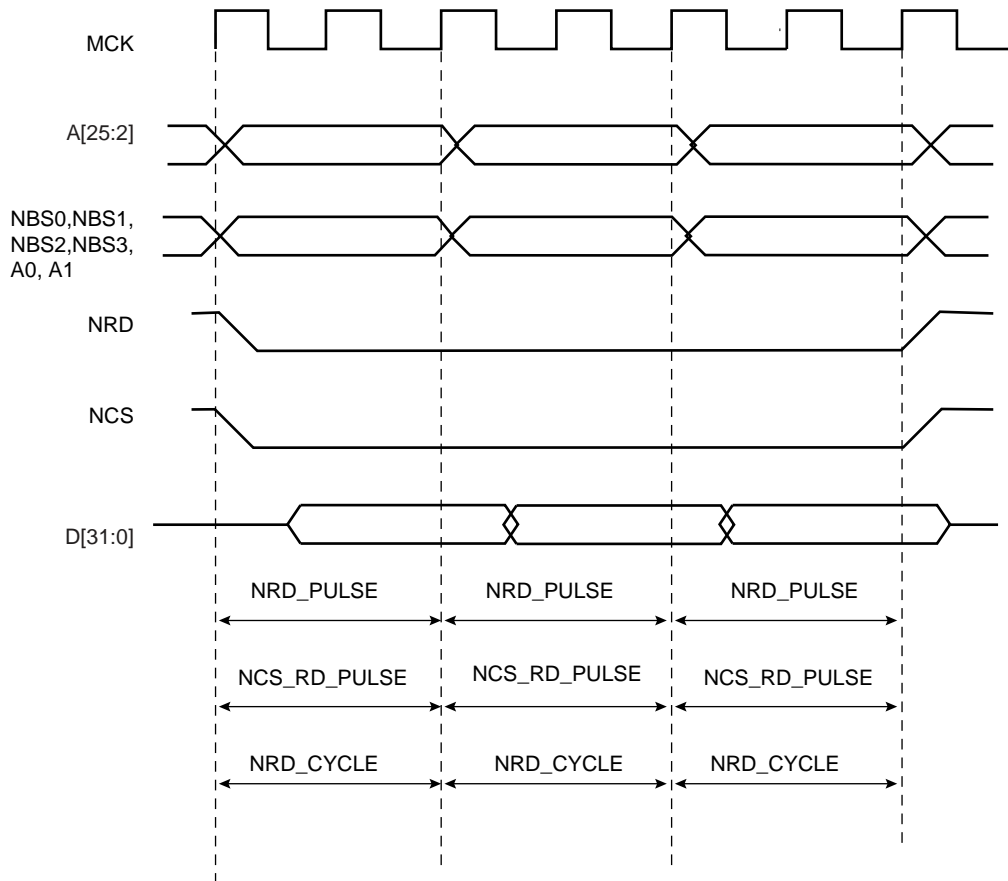 MCK
A[25:2]
NBS0,NBS1,
NBS2,NBS3,
A0, A1
NRD
NCS
D[31:0]
NRD_PULSE NRD_PULSE NRD_PULSE
NCS_RD_PULSE NCS_RD_PULSE NCS_RD_PULSE
NRD_CYCLE NRD_CYCLE NRD_CYCLE